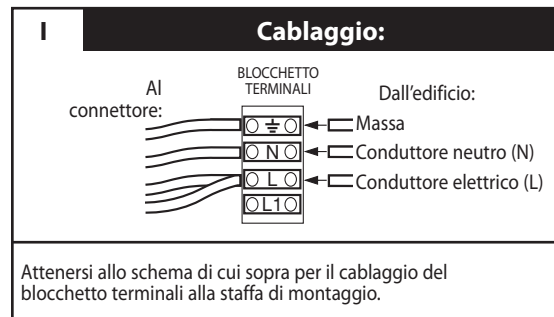 I
Cablaggio:
Al
connettore:
BLOCCHETTO
TERMINALI
Dall'edificio:
Massa
N
Conduttore neutro (N)
L
Conduttore elettrico (L)
L1
Attenersi allo schema di cui sopra per il cablaggio del
blocchetto terminali alla staffa di montaggio.